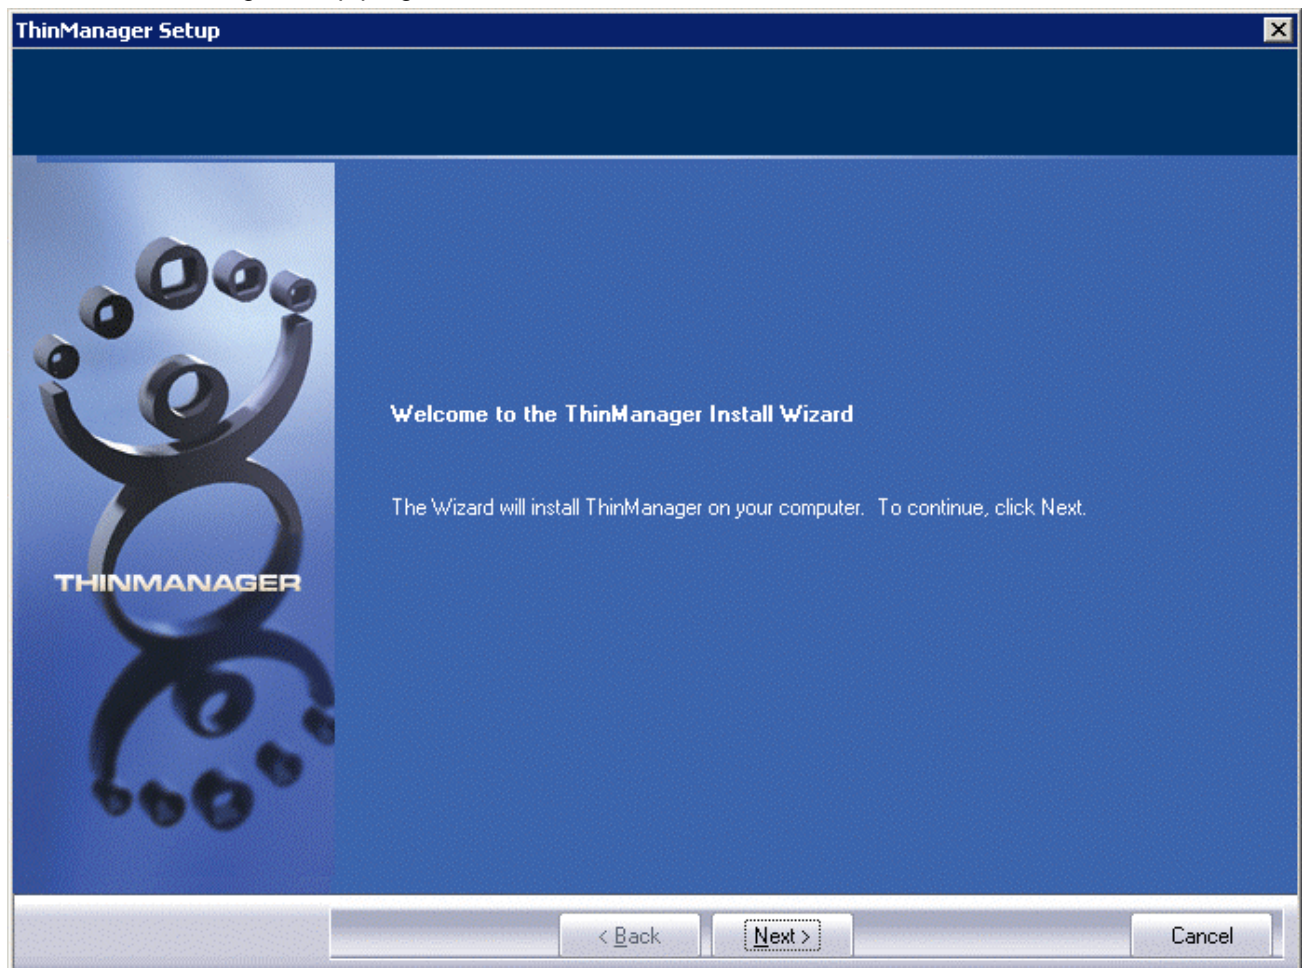 ThinManager Setup
Welcome to the ThinManager Install Wizard
The Wizard will install ThinManager on your computer.  To continue, click Next.
THINMANAGER
< Back
Next >
Cancel